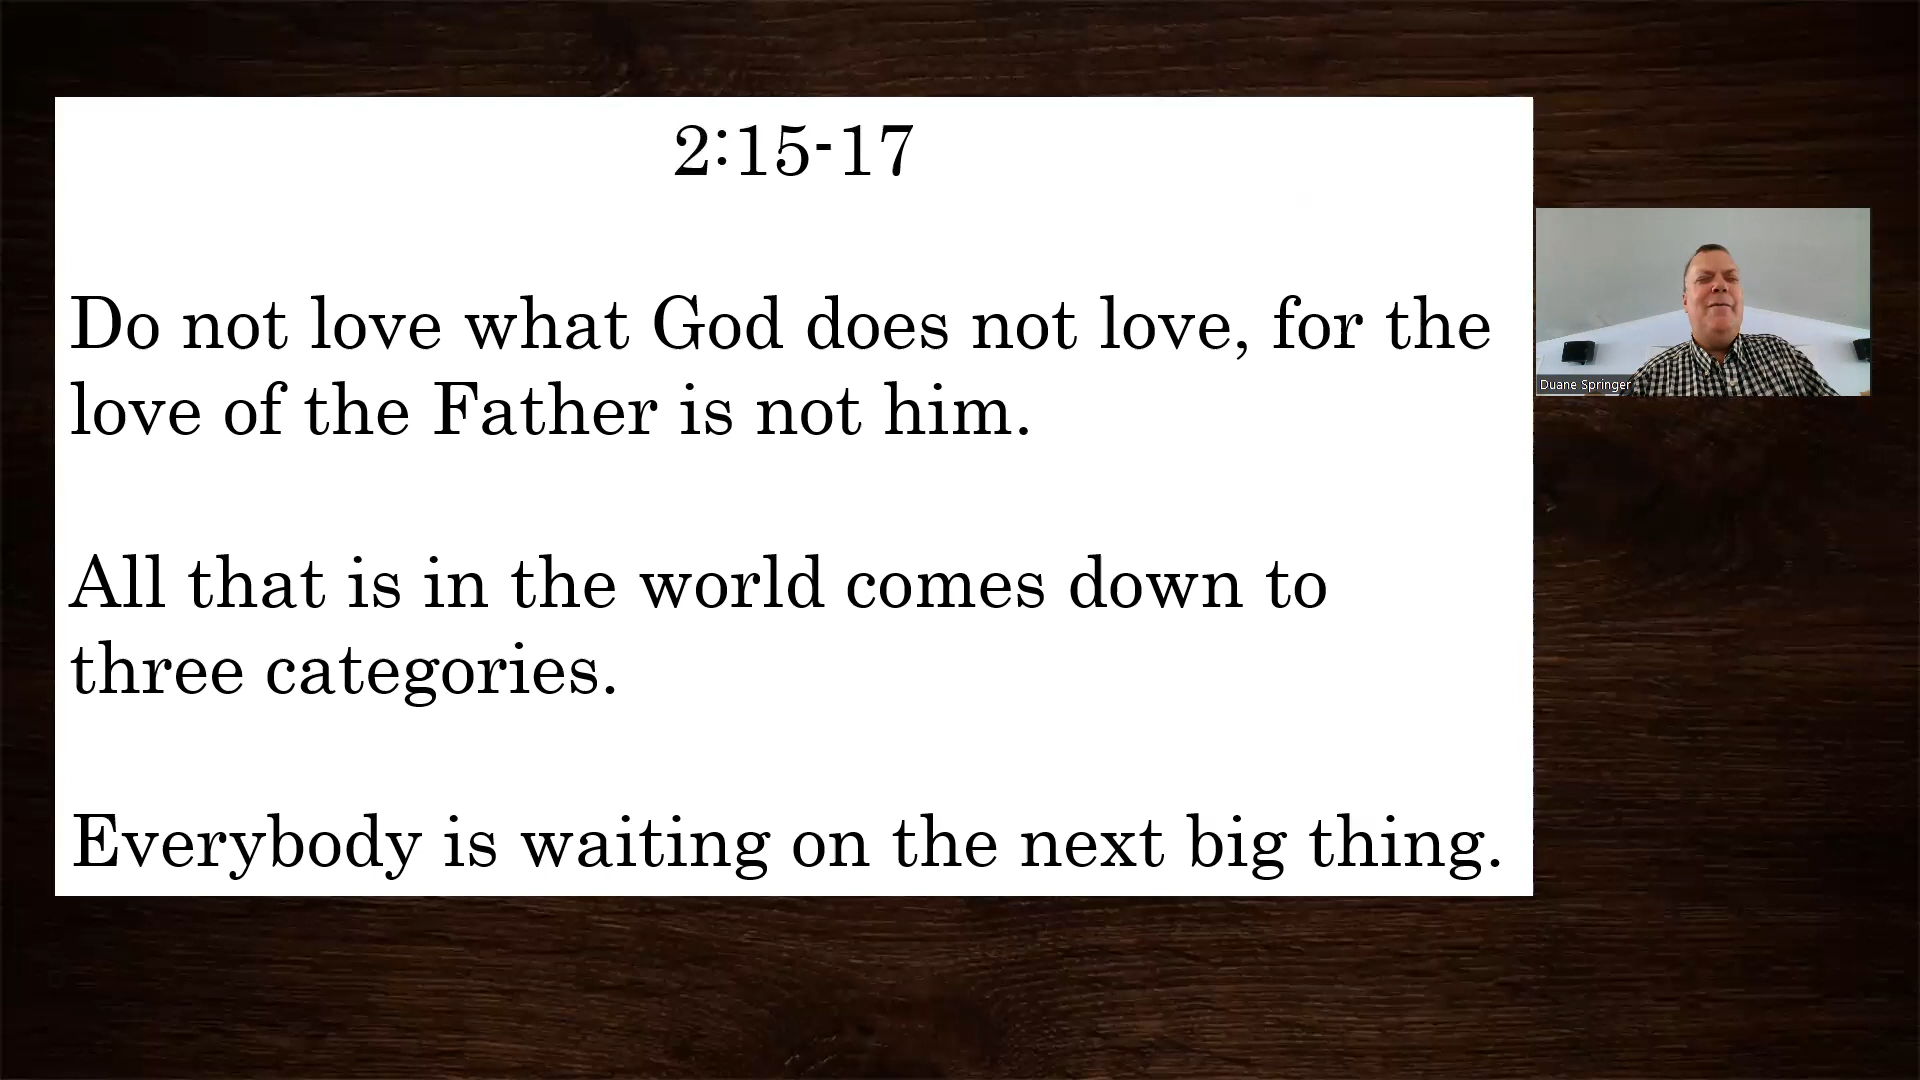 2:15-17
Do not love what God does not love, for the
love of the Father is not him.
All that is in the world comes down to
three categories.
Everybody is waiting on the next big thing.
Duane Springer